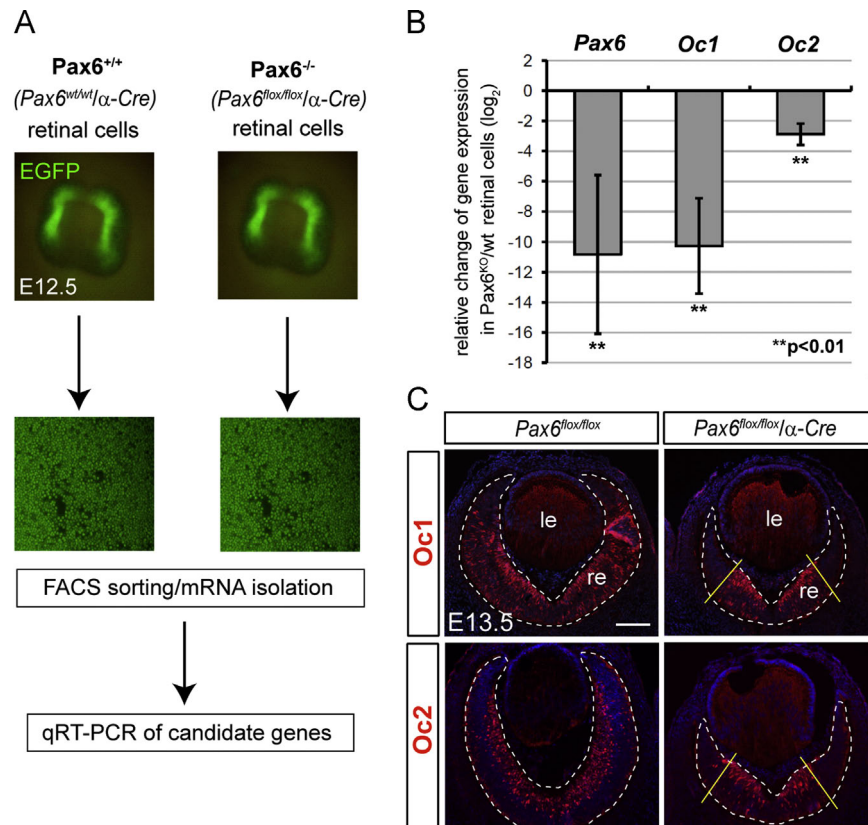 A
Pax6+/+
(Pax6wt/wt/α-Cre)
retinal cells
Pax6-/-
(Pax6flox/flox/α-Cre)
retinal cells
EGFP
E12.5
FACS sorting/mRNA isolation
qRT-PCR of candidate genes
B
relative change of gene expression
in Pax6KO/wt retinal cells (log2)
Pax6 Oc1 Oc2
2
0
-2
-4
-6
-8
-10
-12
-14
-16
-18
**
**
**
**p<0.01
C
Pax6flox/flox
Pax6flox/flox/α-Cre
Oc1
le
re
E13.5
le
re
Oc2